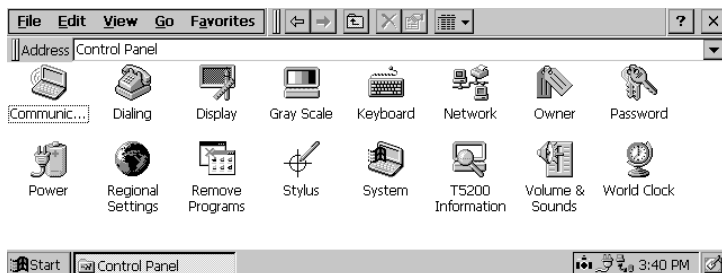 File Edit View Go Favorites ? ×
Address Control Panel
Communic... Dialing Display Gray Scale Keyboard Network Owner Password
Power Regional Settings Remove Programs Stylus System T5200 Information Volume & Sounds World Clock
Start Control Panel 3:40 PM